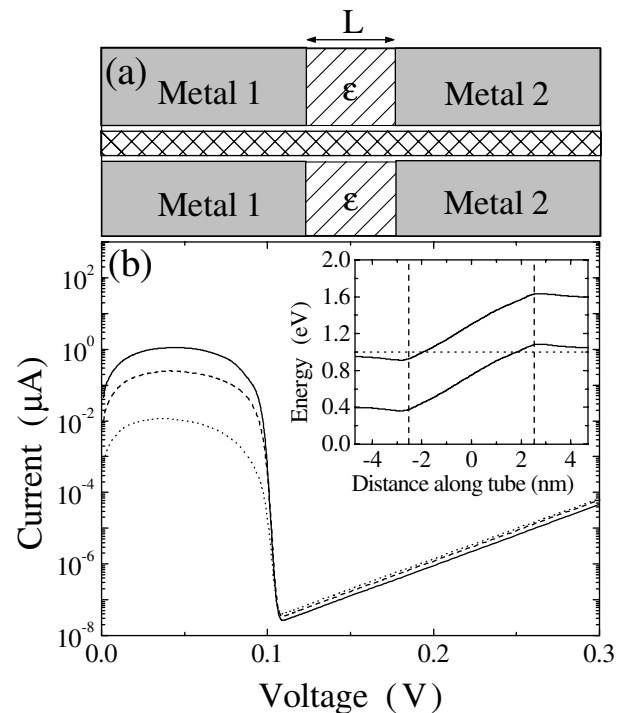 L
(a)
Metal 1 ε Metal 2
Metal 1 ε Metal 2
(b)
10^2
10^0
10^-2
10^-4
10^-6
10^-8
Current (μA)
0.0 0.1 0.2 0.3
Voltage (V)
2.0
1.6
1.2
0.8
0.4
0.0
Energy (eV)
-4 -2 0 2 4
Distance along tube (nm)